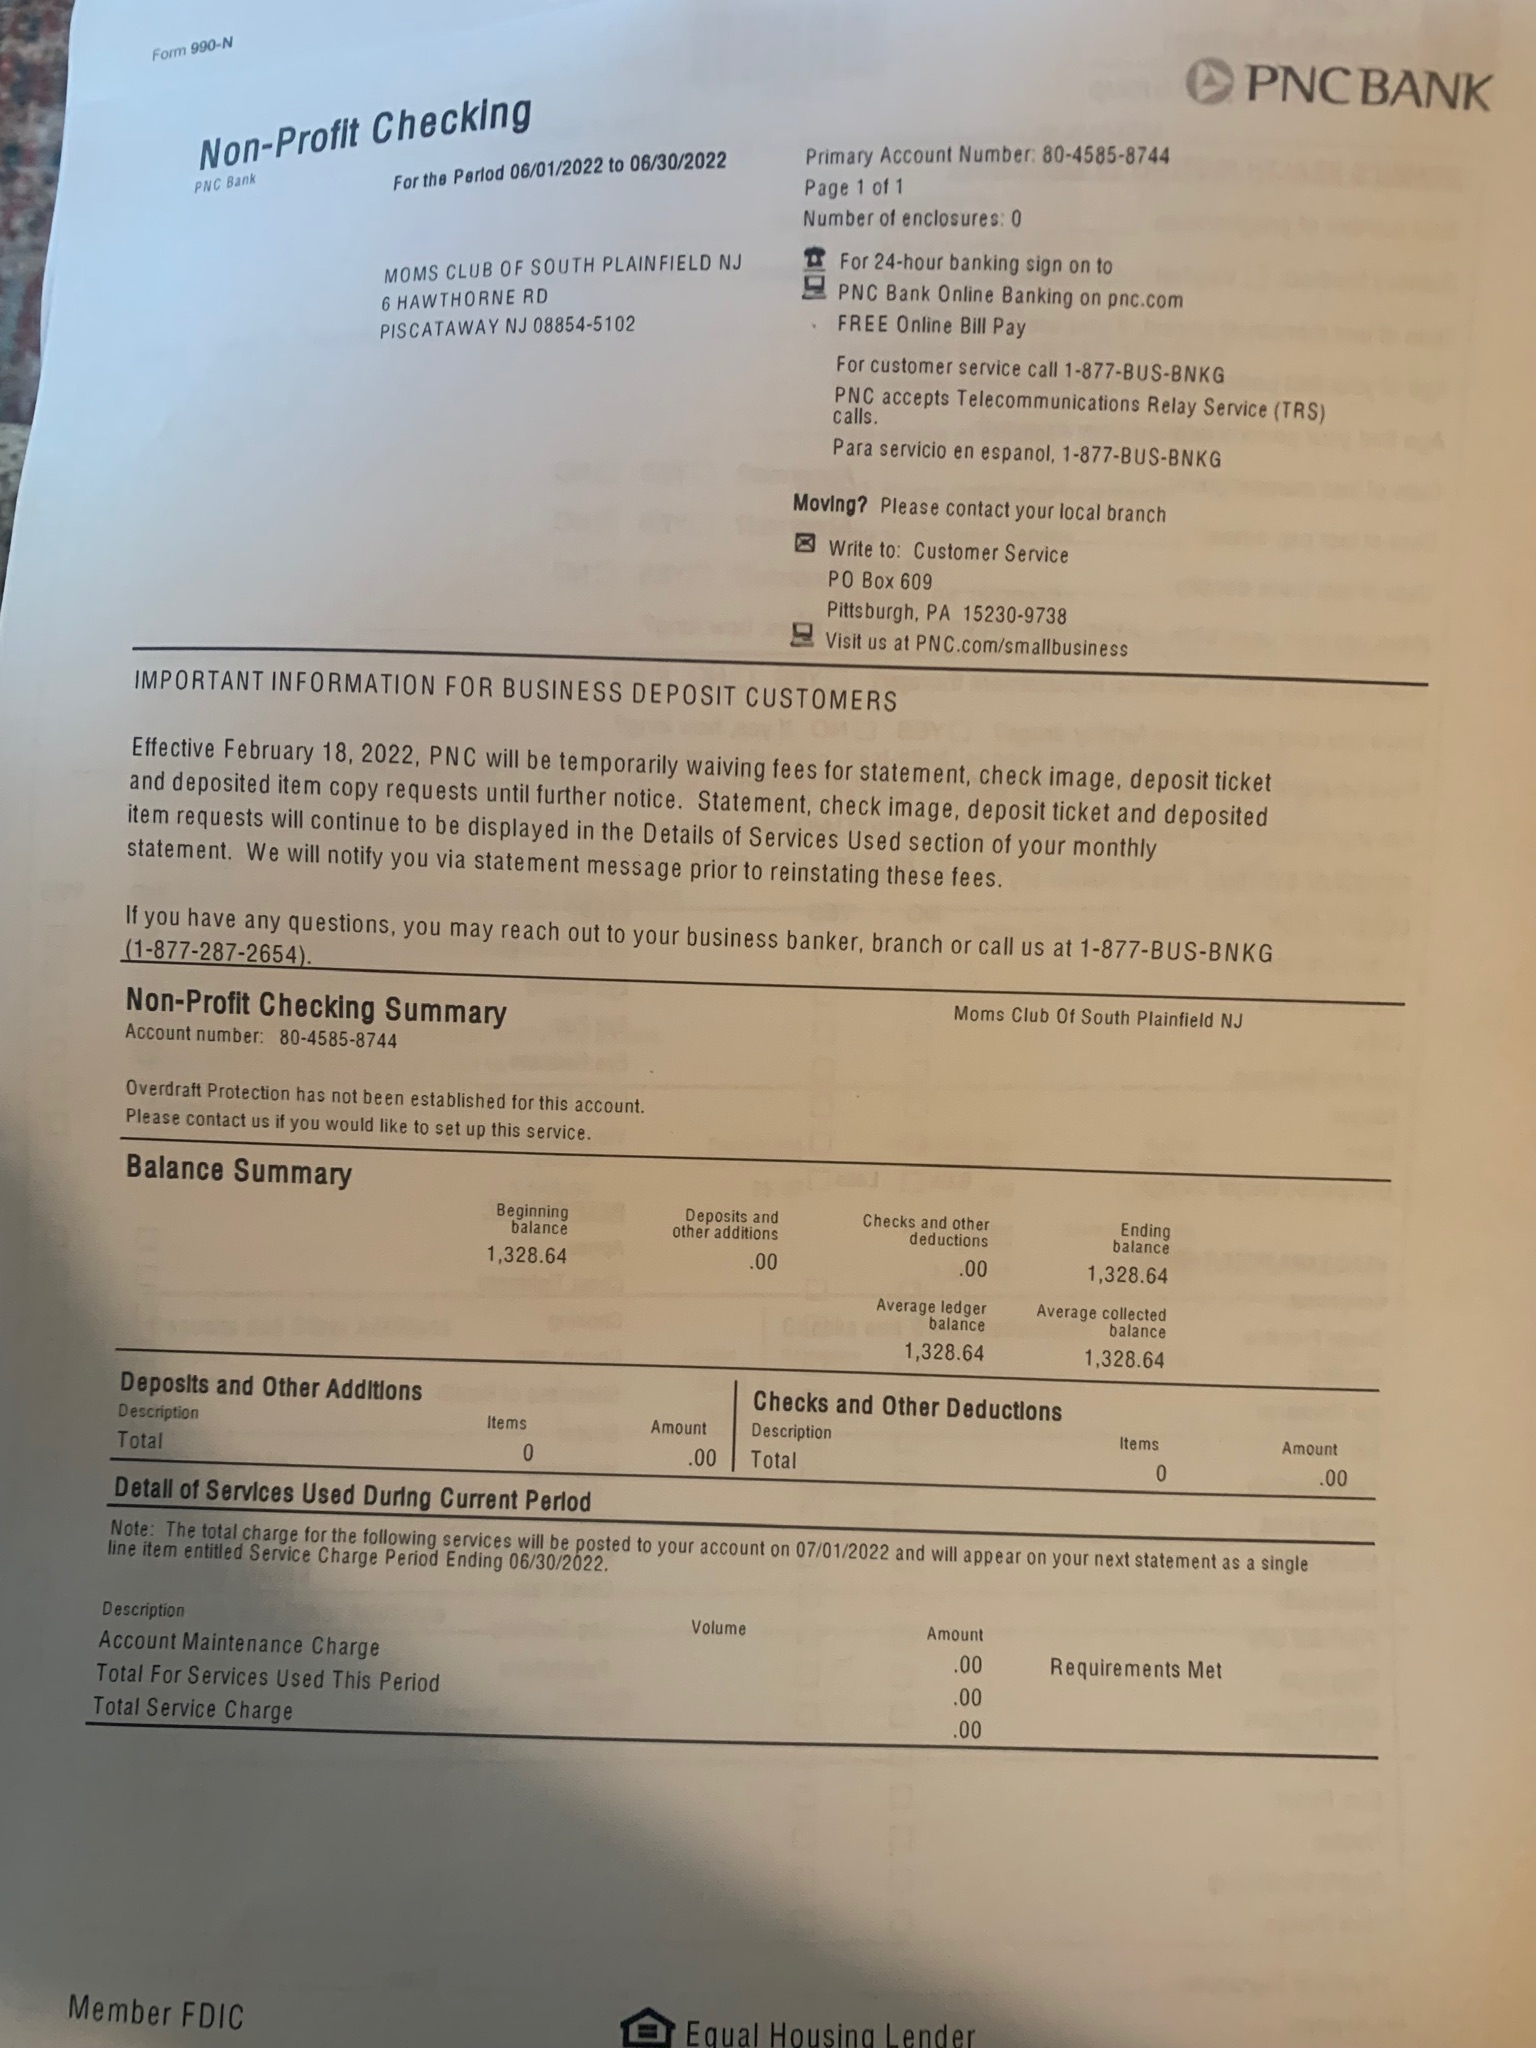 Form 990-N
PNC BANK
Non-Profit Checking
PNC Bank
For the Period 06/01/2022 to 06/30/2022
Primary Account Number: 80-4585-8744
Page 1 of 1
Number of enclosures: 0
MOMS CLUB OF SOUTH PLAINFIELD NJ
6 HAWTHORNE RD
PISCATAWAY NJ 08854-5102
For 24-hour banking sign on to
PNC Bank Online Banking on pnc.com
FREE Online Bill Pay
For customer service call 1-877-BUS-BNKG
PNC accepts Telecommunications Relay Service (TRS)
calls.
Para servicio en espanol, 1-877-BUS-BNKG
Moving? Please contact your local branch
Write to: Customer Service
PO Box 609
Pittsburgh, PA 15230-9738
Visit us at PNC.com/smallbusiness
IMPORTANT INFORMATION FOR BUSINESS DEPOSIT CUSTOMERS
Effective February 18, 2022, PNC will be temporarily waiving fees for statement, check image, deposit ticket
and deposited item copy requests until further notice. Statement, check image, deposit ticket and deposited
item requests will continue to be displayed in the Details of Services Used section of your monthly
statement. We will notify you via statement message prior to reinstating these fees.
If you have any questions, you may reach out to your business banker, branch or call us at 1-877-BUS-BNKG
(1-877-287-2654).
Non-Profit Checking Summary
Moms Club Of South Plainfield NJ
Account number: 80-4585-8744
Overdraft Protection has not been established for this account.
Please contact us if you would like to set up this service.
Balance Summary
Beginning balance Deposits and other additions Checks and other deductions Ending balance
1,328.64 .00 .00 1,328.64
Average ledger balance Average collected balance
1,328.64 1,328.64
Deposits and Other Additions
Description Items Amount
Total 0 .00
Checks and Other Deductions
Description Items Amount
Total 0 .00
Detail of Services Used During Current Period
Note: The total charge for the following services will be posted to your account on 07/01/2022 and will appear on your next statement as a single
line item entitled Service Charge Period Ending 06/30/2022.
Description Volume Amount
Account Maintenance Charge .00 Requirements Met
Total For Services Used This Period .00
Total Service Charge .00
Member FDIC
Equal Housing Lender